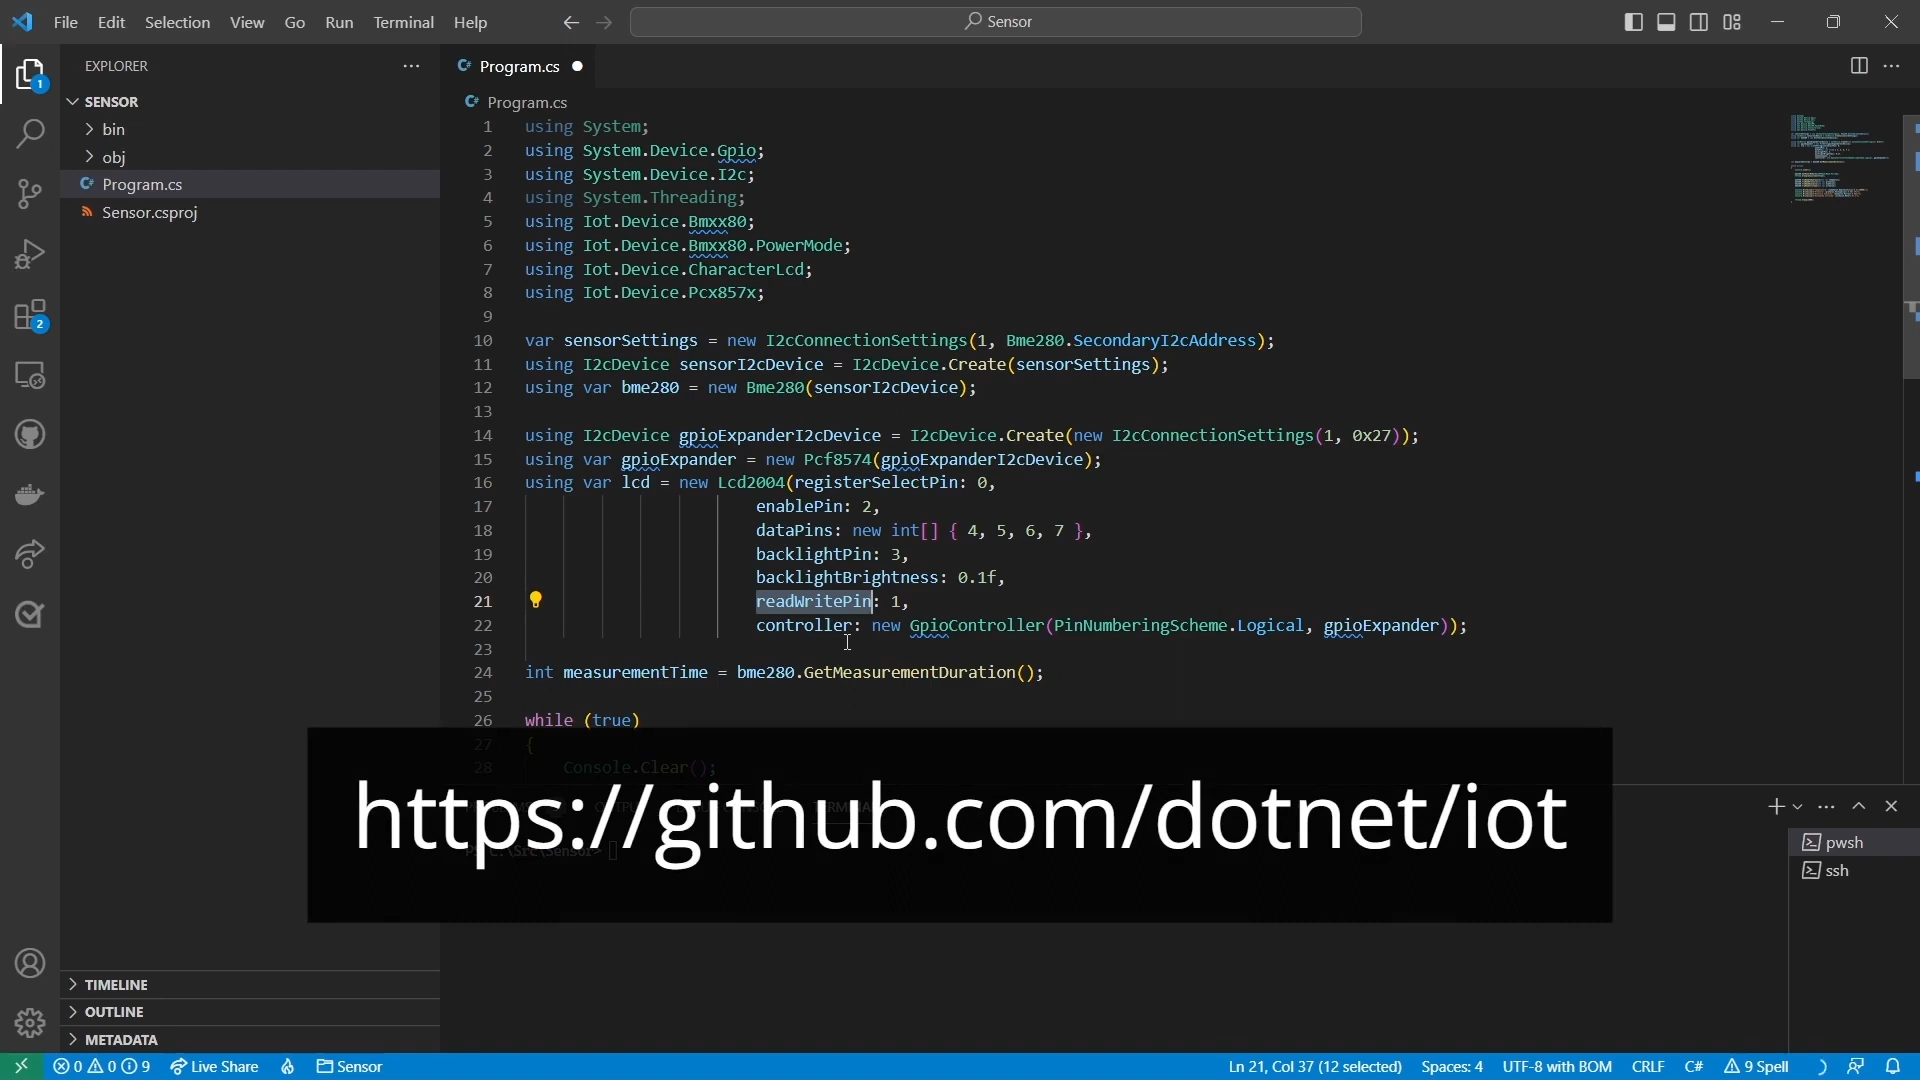 File Edit Selection View Go Run Terminal Help
Sensor
EXPLORER
SENSOR
bin
obj
Program.cs
Sensor.csproj
TIMELINE
OUTLINE
METADATA
Program.cs
Program.cs
1 using System;
2 using System.Device.Gpio;
3 using System.Device.I2c;
4 using System.Threading;
5 using Iot.Device.Bmxx80;
6 using Iot.Device.Bmxx80.PowerMode;
7 using Iot.Device.CharacterLcd;
8 using Iot.Device.Pcx857x;
9
10 var sensorSettings = new I2cConnectionSettings(1, Bme280.SecondaryI2cAddress);
11 using I2cDevice sensorI2cDevice = I2cDevice.Create(sensorSettings);
12 using var bme280 = new Bme280(sensorI2cDevice);
13
14 using I2cDevice gpioExpanderI2cDevice = I2cDevice.Create(new I2cConnectionSettings(1, 0x27));
15 using var gpioExpander = new Pcf8574(gpioExpanderI2cDevice);
16 using var lcd = new Lcd2004(registerSelectPin: 0,
17 enablePin: 2,
18 dataPins: new int[] { 4, 5, 6, 7 },
19 backlightPin: 3,
20 backlightBrightness: 0.1f,
21 readWritePin: 1,
22 controller: new GpioController(PinNumberingScheme.Logical, gpioExpander));
23
24 int measurementTime = bme280.GetMeasurementDuration();
25
26 while (true)
27 {
28 Console.Clear();
https://github.com/dotnet/iot
pwsh
ssh
0 0 9 Live Share Sensor Ln 21, Col 37 (12 selected) Spaces: 4 UTF-8 with BOM CRLF C# 9 Spell